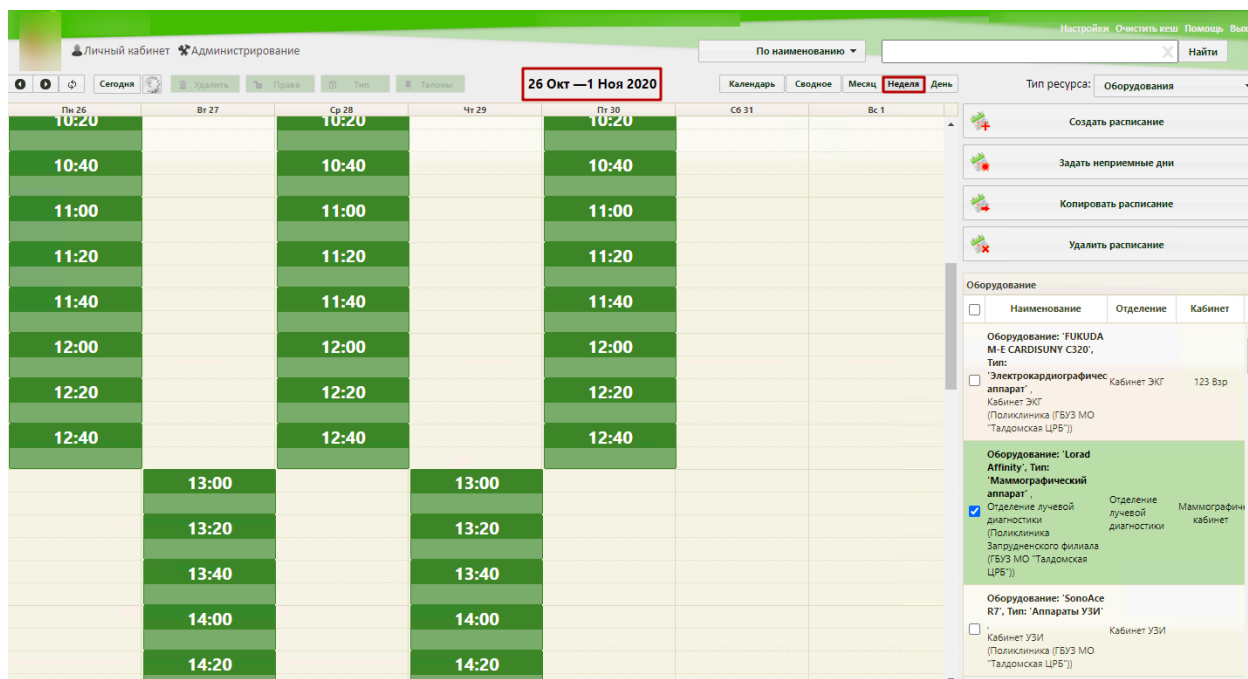 Настройки Очистить кеш Помощь Вых
Личный кабинет Администрирование
По наименованию
Найти
Сегодня Удалить Права Тип Талоны
26 Окт —1 Ноя 2020
Календарь Сводное Месяц Неделя День
Тип ресурса: Оборудования
Пн 26 Вт 27 Ср 28 Чт 29 Пт 30 Сб 31 Вс 1
10:20 10:20 10:20
10:40 10:40 10:40
11:00 11:00 11:00
11:20 11:20 11:20
11:40 11:40 11:40
12:00 12:00 12:00
12:20 12:20 12:20
12:40 12:40 12:40
13:00 13:00
13:20 13:20
13:40 13:40
14:00 14:00
14:20 14:20
Создать расписание
Задать неприемные дни
Копировать расписание
Удалить расписание
Оборудование
Наименование Отделение Кабинет
Оборудование: 'FUKUDA
M-E CARDISUNY C320',
Тип:
'Электрокардиографичес
аппарат' ,
Кабинет ЭКГ
(Поликлиника (ГБУЗ МО
"Талдомская ЦРБ"))
Кабинет ЭКГ
123 Взр
Оборудование: 'Lorad
Affinity', Тип:
'Маммографический
аппарат' ,
Отделение лучевой
диагностики
(Поликлиника
Запрудненского филиала
(ГБУЗ МО "Талдомская
ЦРБ"))
Отделение
лучевой
диагностики
Маммографиче
кабинет
Оборудование: 'SonoAce
R7', Тип: 'Аппараты УЗИ'
,
Кабинет УЗИ
(Поликлиника (ГБУЗ МО
"Талдомская ЦРБ"))
Кабинет УЗИ